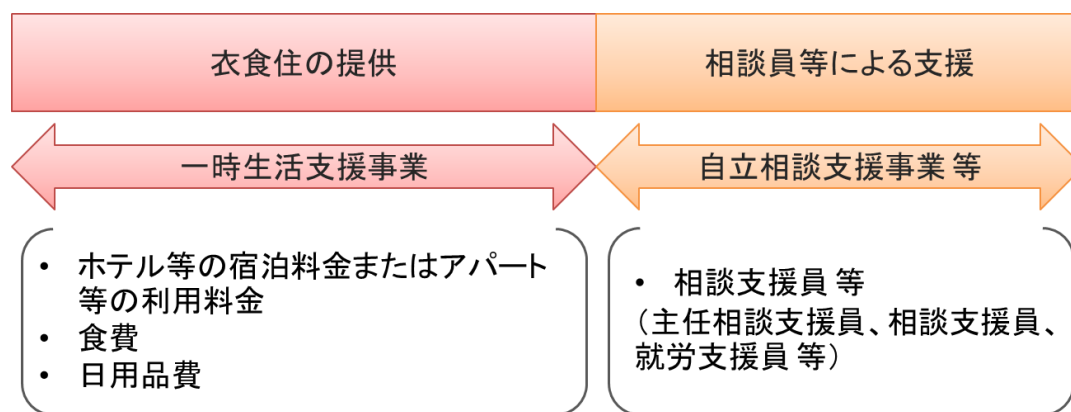 衣食住の提供
相談員等による支援
一時生活支援事業
自立相談支援事業 等
• ホテル等の宿泊料金またはアパート
等の利用料金
• 食費
• 日用品費
• 相談支援員 等
（主任相談支援員、相談支援員、
就労支援員 等）